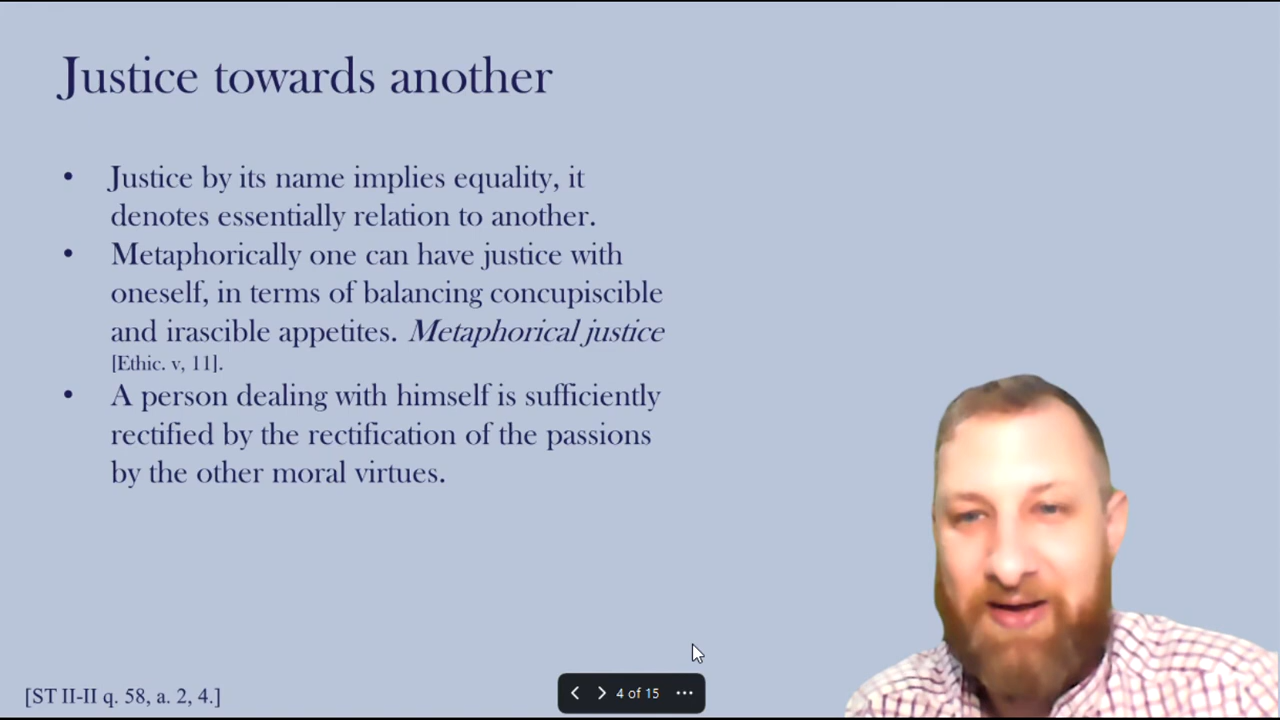 Justice towards another
• Justice by its name implies equality, it
denotes essentially relation to another.
• Metaphorically one can have justice with
oneself, in terms of balancing concupiscible
and irascible appetites. Metaphorical justice
[Ethic. v, 11].
• A person dealing with himself is sufficiently
rectified by the rectification of the passions
by the other moral virtues.
[ST II-II q. 58, a. 2, 4.]
4 of 15